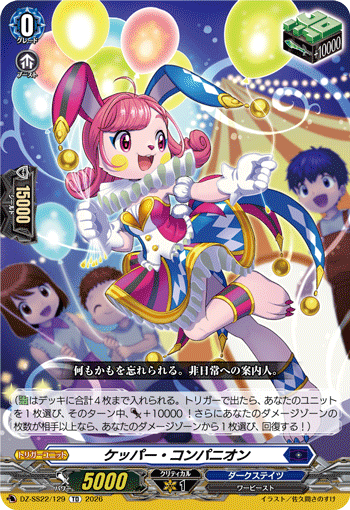 0
グレード
ブースト
治
+10000
15000
シールド
何もかもを忘れられる。非日常への案内人。
(治はデッキに合計4枚まで入れられる。トリガーで出たら、あなたのユニット
を1枚選び、そのターン中、+10000！さらにあなたのダメージゾーンの
枚数が相手以上なら、あなたのダメージゾーンから1枚選び、回復する！)
トリガーユニット
ケッパー・コンパニオン
パワー
5000
クリティカル
1
ダークステイツ
ワービースト
DZ-SS22/129 TD 2026
イラスト/佐久間さのすけ